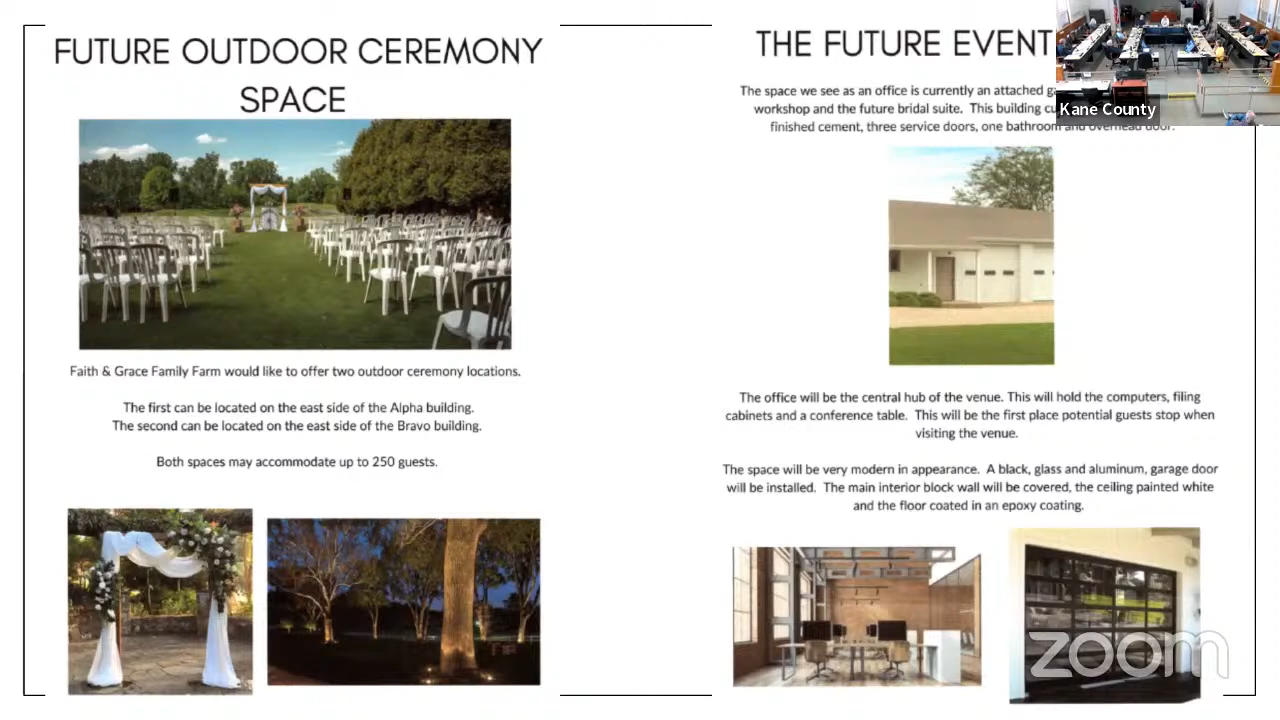 FUTURE OUTDOOR CEREMONY
SPACE
Faith & Grace Family Farm would like to offer two outdoor ceremony locations.
The first can be located on the east side of the Alpha building.
The second can be located on the east side of the Bravo building.
Both spaces may accommodate up to 250 guests.
THE FUTURE EVENT
The space we see as an office is currently an attached
workshop and the future bridal suite. This building
finished cement, three service doors, one bathroom and overhead door.
The office will be the central hub of the venue. This will hold the computers, filing
cabinets and a conference table. This will be the first place potential guests stop when
visiting the venue.
The space will be very modern in appearance. A black, glass and aluminum, garage door
will be installed. The main interior block wall will be covered, the ceiling painted white
and the floor coated in an epoxy coating.
Kane County
zoom